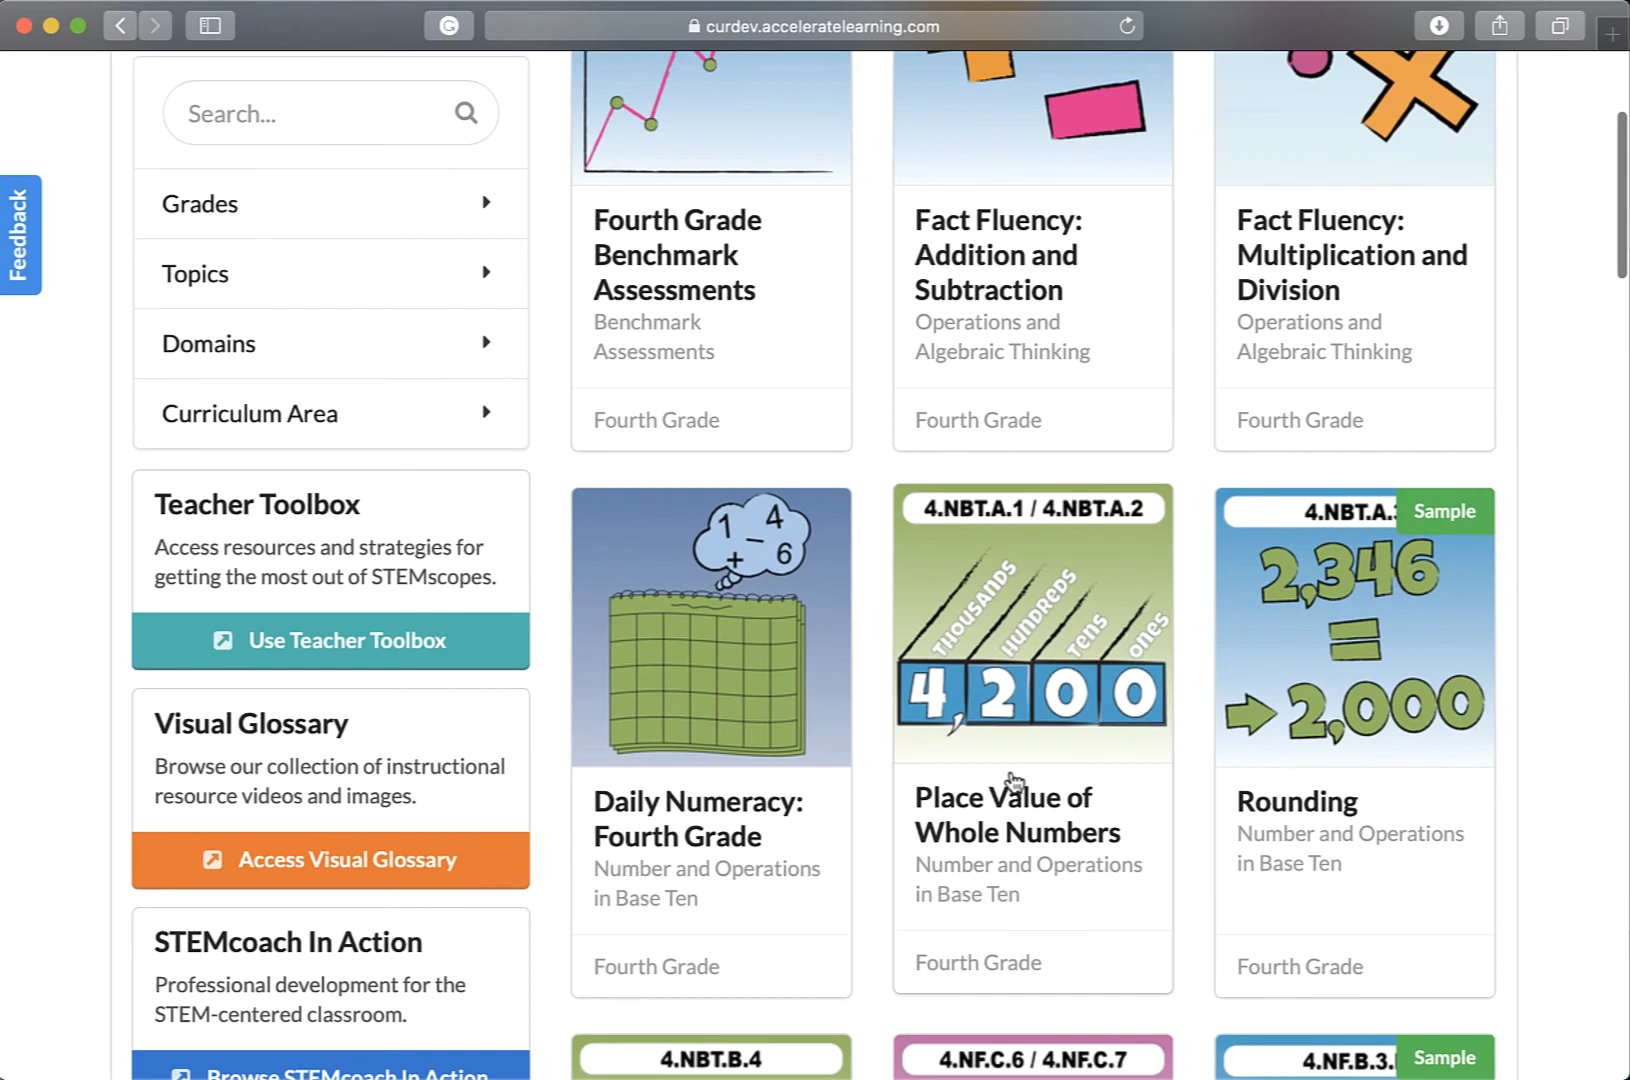 curdev.acceleratelearning.com
Feedback
Search...
Grades
Topics
Domains
Curriculum Area
Teacher Toolbox
Access resources and strategies for
getting the most out of STEMscopes.
Use Teacher Toolbox
Visual Glossary
Browse our collection of instructional
resource videos and images.
Access Visual Glossary
STEMcoach In Action
Professional development for the
STEM-centered classroom.
Browse STEMcoach In Action
Fourth Grade
Benchmark
Assessments
Benchmark
Assessments
Fourth Grade
Fact Fluency:
Addition and
Subtraction
Operations and
Algebraic Thinking
Fourth Grade
Fact Fluency:
Multiplication and
Division
Operations and
Algebraic Thinking
Fourth Grade
1 4
− 
+ 6
Daily Numeracy:
Fourth Grade
Number and Operations
in Base Ten
Fourth Grade
4.NBT.A.1 / 4.NBT.A.2
THOUSANDS
HUNDREDS
TENS
ONES
4,200
Place Value of
Whole Numbers
Number and Operations
in Base Ten
Fourth Grade
4.NBT.A.
Sample
2,346
=
2,000
Rounding
Number and Operations
in Base Ten
Fourth Grade
4.NBT.B.4
4.NF.C.6 / 4.NF.C.7
4.NF.B.3.
Sample